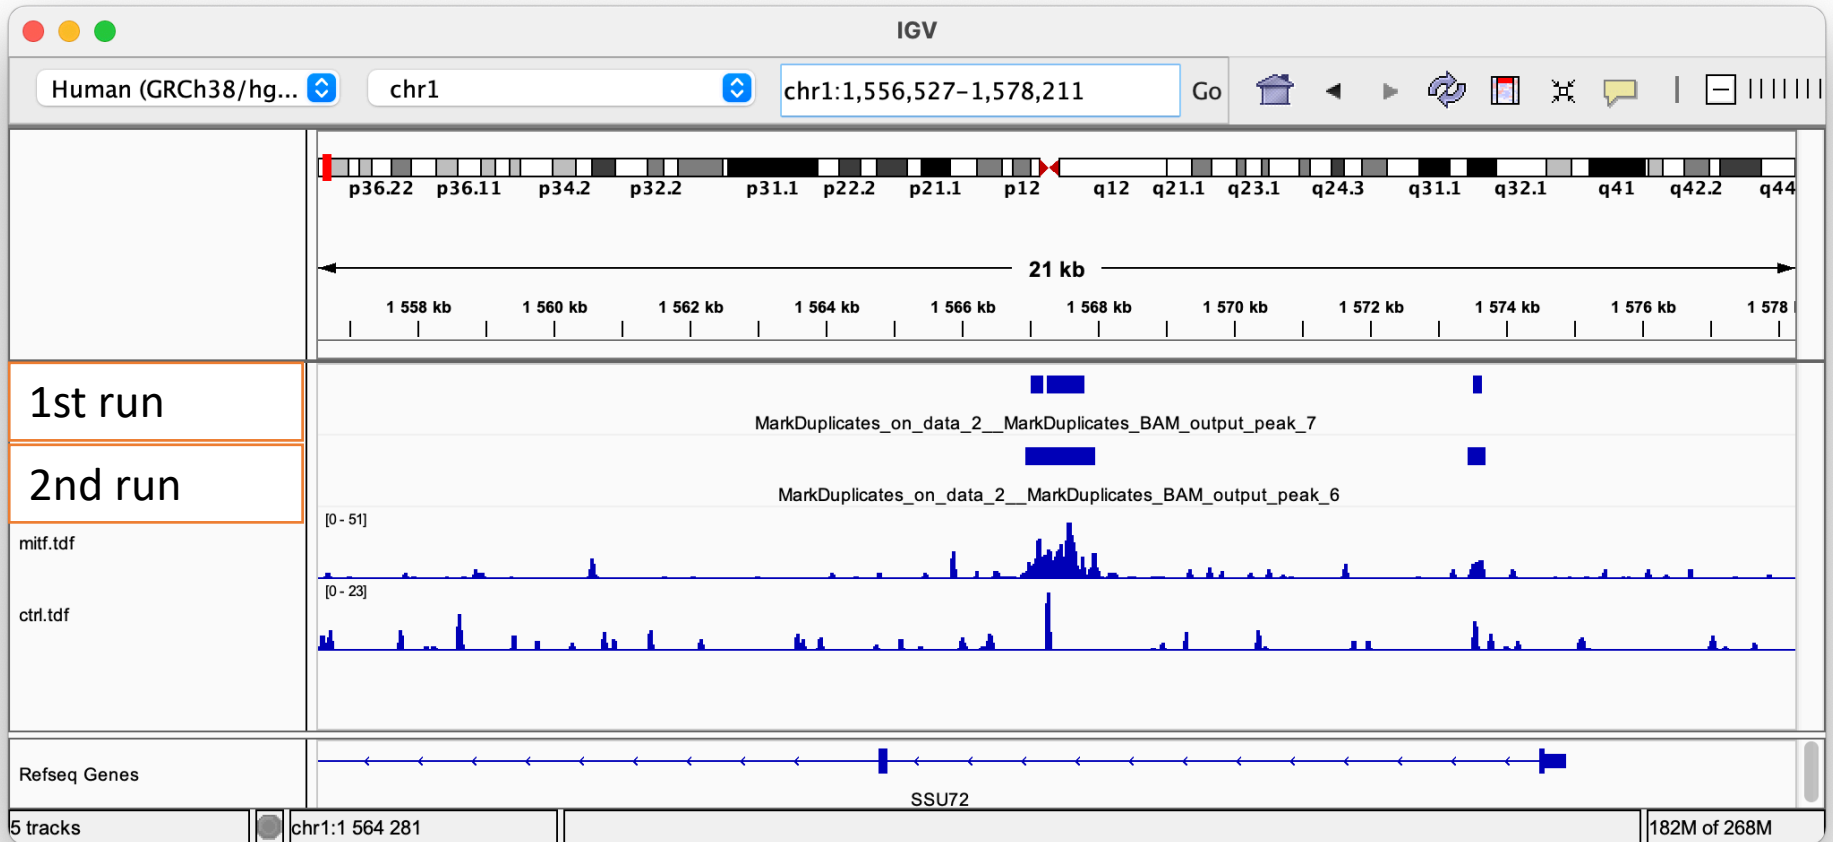 IGV
Human (GRCh38/hg... chr1 chr1:1,556,527-1,578,211 Go
p36.22 p36.11 p34.2 p32.2 p31.1 p22.2 p21.1 p12 q12 q21.1 q23.1 q24.3 q31.1 q32.1 q41 q42.2 q44
21 kb
1 558 kb 1 560 kb 1 562 kb 1 564 kb 1 566 kb 1 568 kb 1 570 kb 1 572 kb 1 574 kb 1 576 kb 1 578
1st run
MarkDuplicates_on_data_2__MarkDuplicates_BAM_output_peak_7
2nd run
MarkDuplicates_on_data_2__MarkDuplicates_BAM_output_peak_6
[0 - 51]
mitf.tdf
[0 - 23]
ctrl.tdf
Refseq Genes
SSU72
5 tracks chr1:1 564 281 182M of 268M